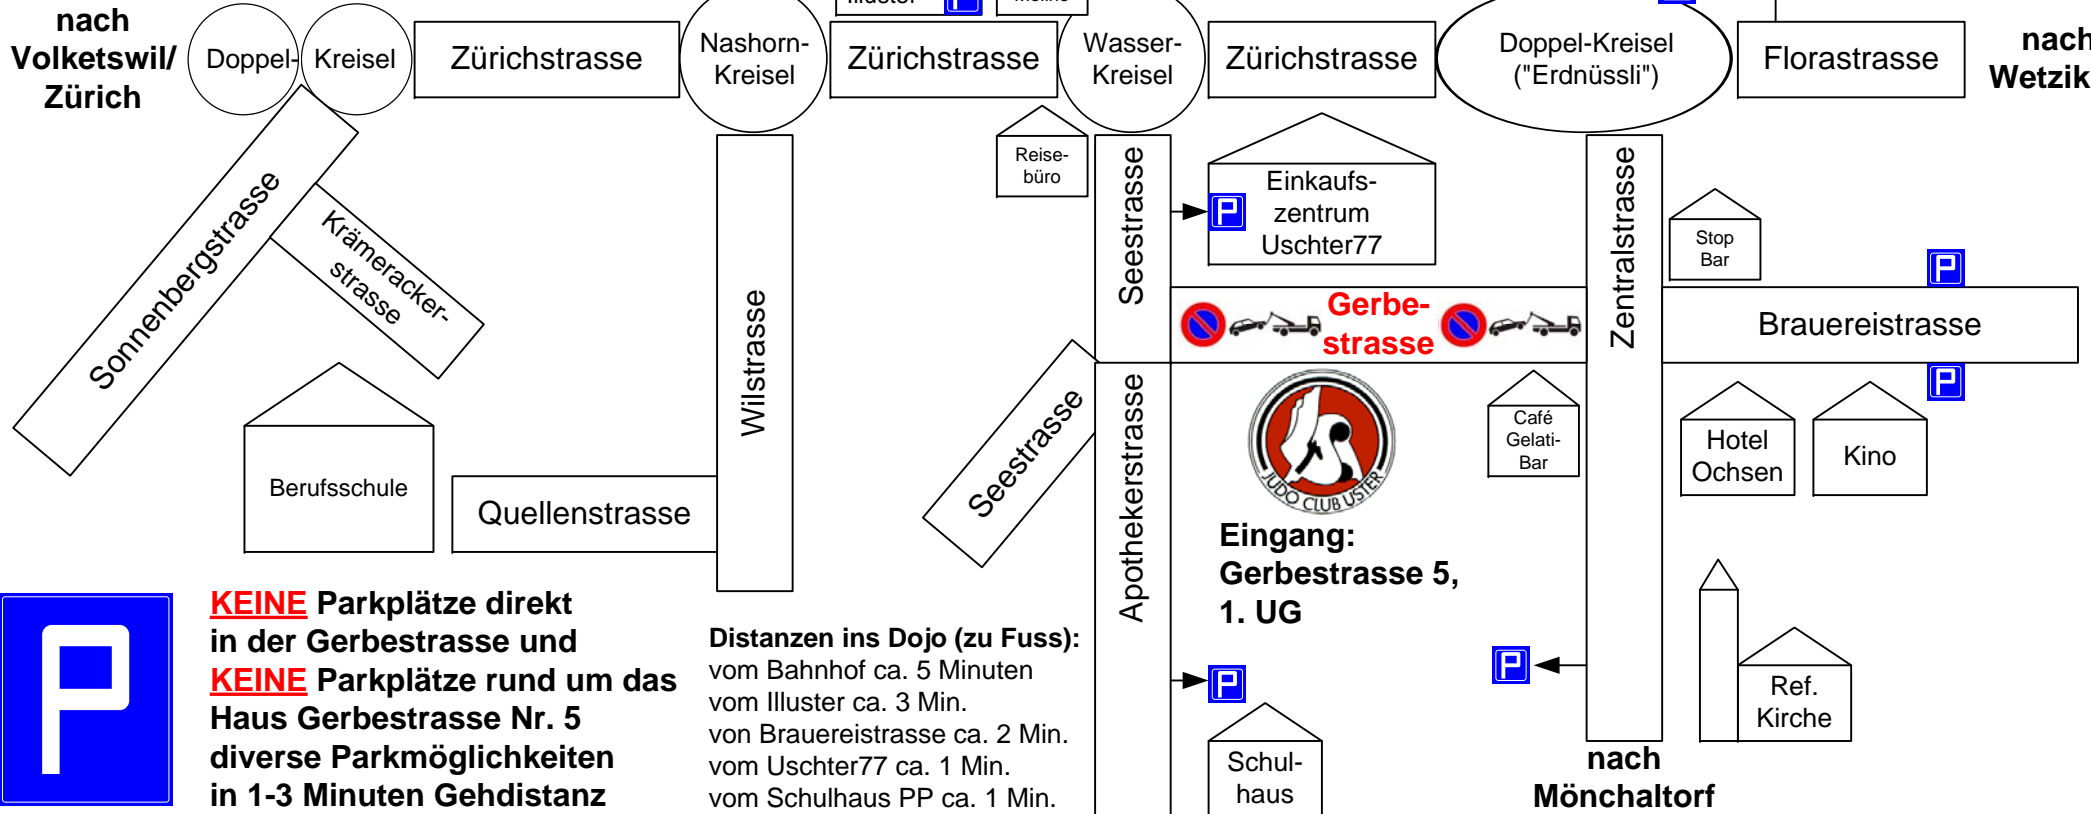 Illuster
nach
Volketswil/
Zürich
Doppel-
Kreisel
Zürichstrasse
Nashorn-
Kreisel
Zürichstrasse
Wasser-
Kreisel
Zürichstrasse
Doppel-Kreisel
("Erdnüssli")
Florastrasse
nach
Wetzik
Sonnenbergstrasse
Krämeracker-
strasse
Berufsschule
Quellenstrasse
Wilstrasse
Reise-
büro
Seestrasse
P
Einkaufs-
zentrum
Uschter77
Zentralstrasse
Stop
Bar
P
Gerbe-
strasse
Brauereistrasse
P
Seestrasse
Apothekerstrasse
JUDO CLUB USTER
Café
Gelati-
Bar
Hotel
Ochsen
Kino
Eingang:
Gerbestrasse 5,
1. UG
P
KEINE Parkplätze direkt
in der Gerbestrasse und
KEINE Parkplätze rund um das
Haus Gerbestrasse Nr. 5
diverse Parkmöglichkeiten
in 1-3 Minuten Gehdistanz
Distanzen ins Dojo (zu Fuss):
vom Bahnhof ca. 5 Minuten
vom Illuster ca. 3 Min.
von Brauereistrasse ca. 2 Min.
vom Uschter77 ca. 1 Min.
vom Schulhaus PP ca. 1 Min.
P
Schul-
haus
P
nach
Mönchaltorf
Ref.
Kirche